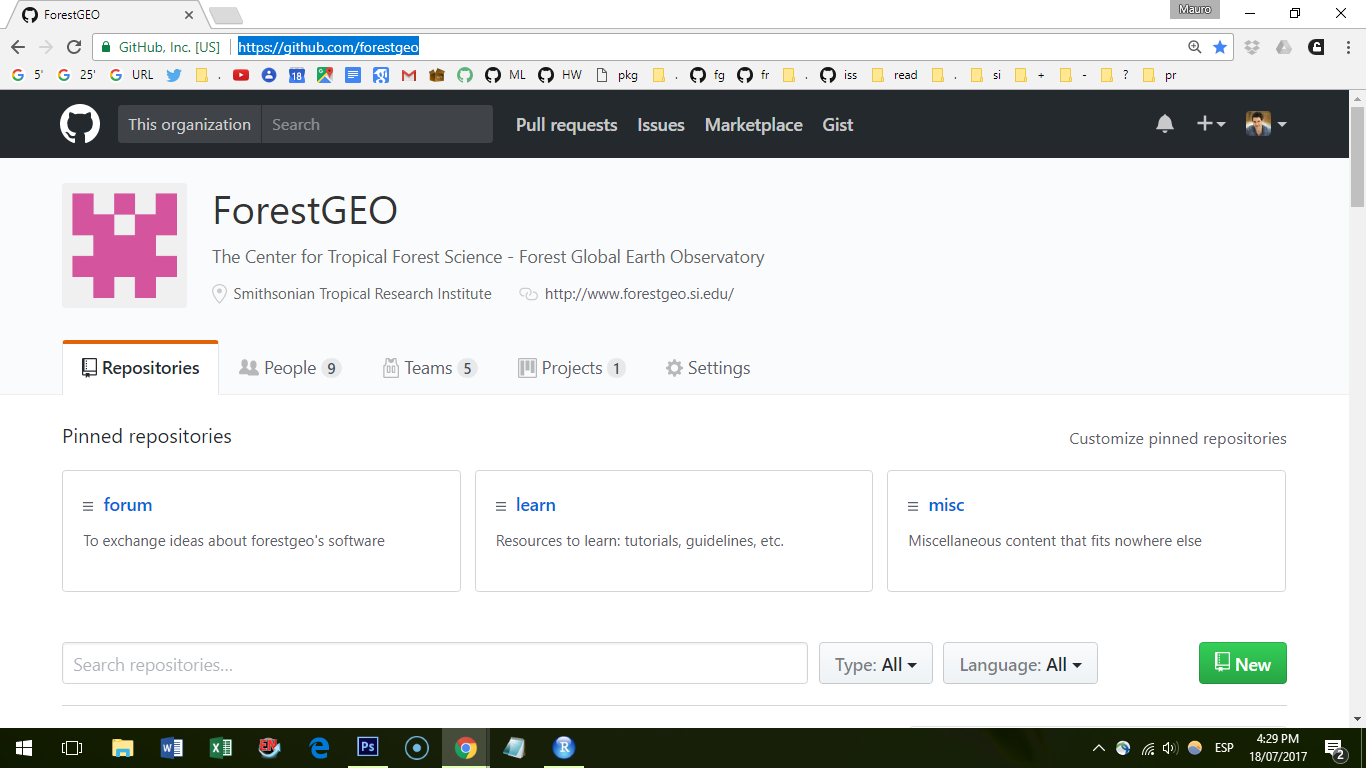 ForestGEO
Mauro
GitHub, Inc. [US] https://github.com/forestgeo
5' 25' URL . 18 ML HW pkg . fg fr . iss read . si + - ? pr
This organization Search Pull requests Issues Marketplace Gist
ForestGEO
The Center for Tropical Forest Science - Forest Global Earth Observatory
Smithsonian Tropical Research Institute http://www.forestgeo.si.edu/
Repositories People 9 Teams 5 Projects 1 Settings
Pinned repositories Customize pinned repositories
forum
To exchange ideas about forestgeo's software
learn
Resources to learn: tutorials, guidelines, etc.
misc
Miscellaneous content that fits nowhere else
Search repositories... Type: All Language: All New
Ps R ESP 4:29 PM
18/07/2017 2